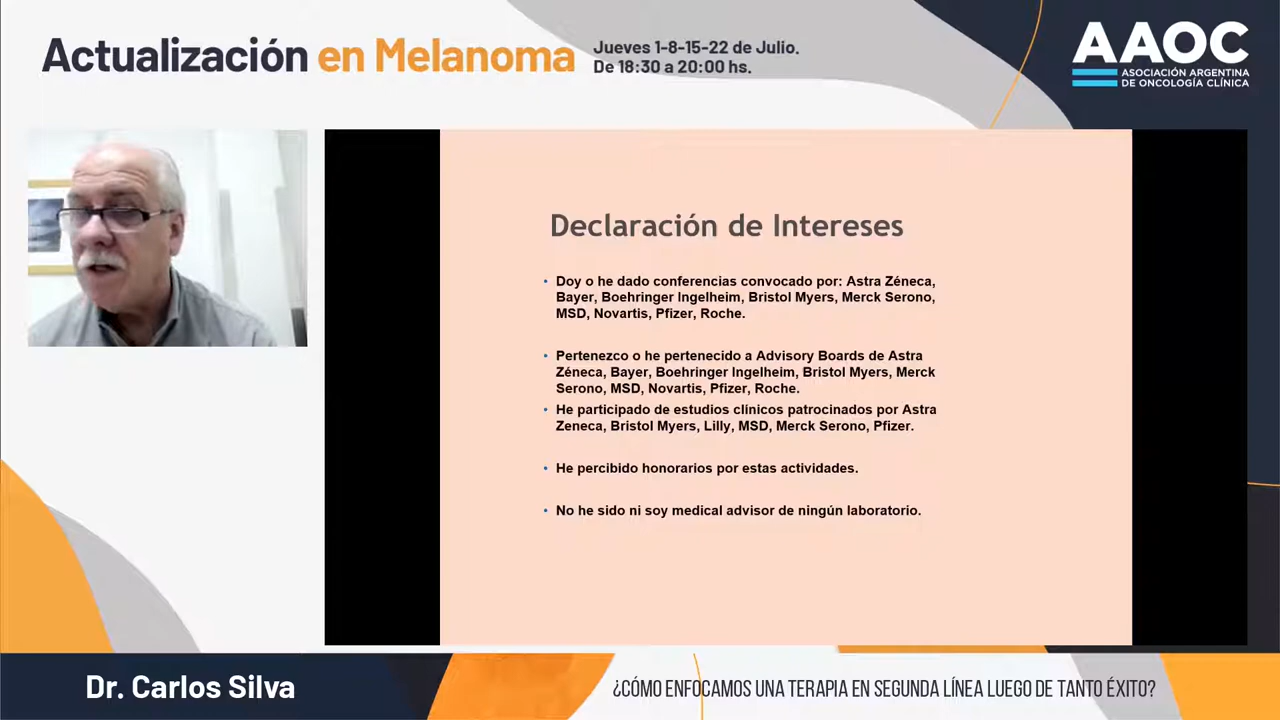 Actualización en Melanoma
Jueves 1-8-15-22 de Julio.
De 18:30 a 20:00 hs.
AAOC
ASOCIACIÓN ARGENTINA
DE ONCOLOGÍA CLÍNICA
Declaración de Intereses
• Doy o he dado conferencias convocado por: Astra Zéneca,
Bayer, Boehringer Ingelheim, Bristol Myers, Merck Serono,
MSD, Novartis, Pfizer, Roche.
• Pertenezco o he pertenecido a Advisory Boards de Astra
Zéneca, Bayer, Boehringer Ingelheim, Bristol Myers, Merck
Serono, MSD, Novartis, Pfizer, Roche.
• He participado de estudios clínicos patrocinados por Astra
Zeneca, Bristol Myers, Lilly, MSD, Merck Serono, Pfizer.
• He percibido honorarios por estas actividades.
• No he sido ni soy medical advisor de ningún laboratorio.
Dr. Carlos Silva
¿CÓMO ENFOCAMOS UNA TERAPIA EN SEGUNDA LÍNEA LUEGO DE TANTO ÉXITO?